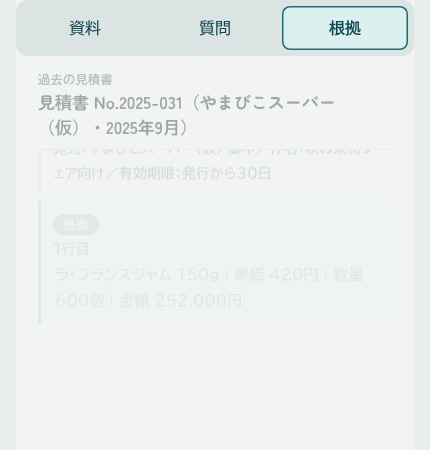 資料
質問
根拠
過去の見積書
見積書 No.2025-031（やまびこスーパー
（仮）・2025年9月）
ェア向け／有効期限：発行から30日
根拠
1行目
ラ・フランスジャム 150g｜単価 420円｜数量
600個｜金額 252,000円